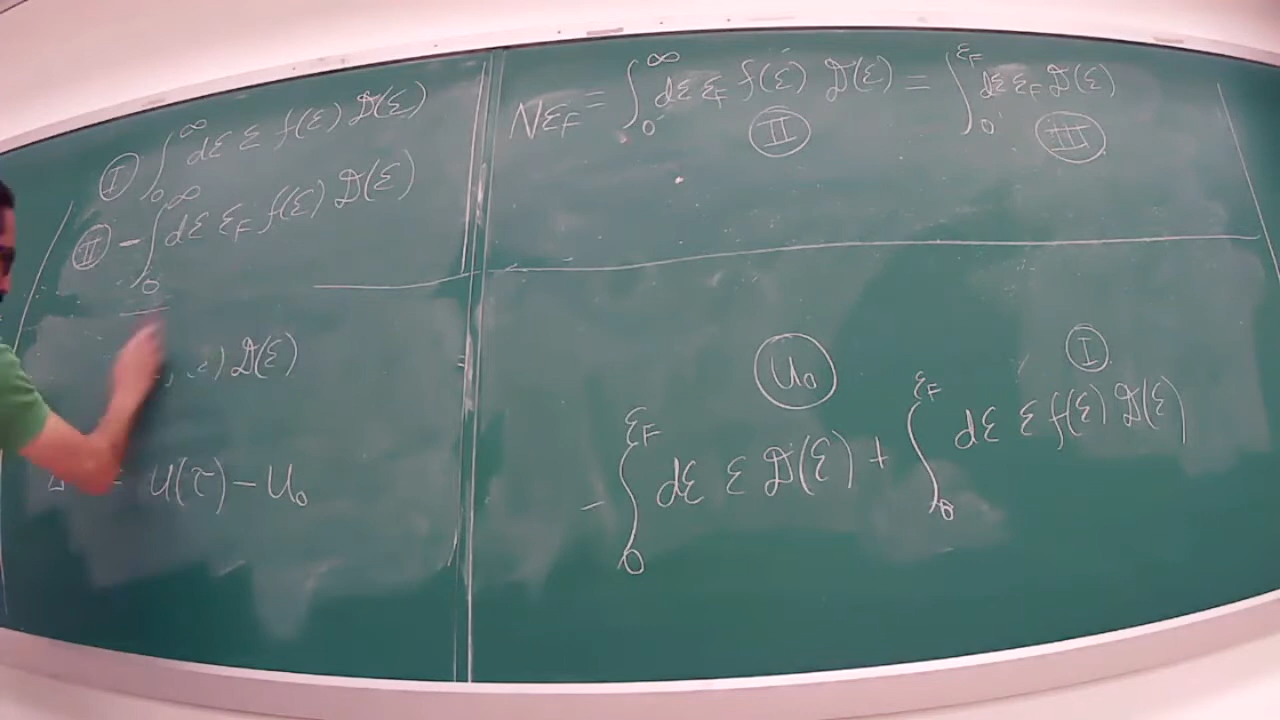 Ⓘ ∫₀^∞ dε ε f(ε) 𝒟(ε)
Ⓘ︎Ⓘ − ∫₀^∞ dε ε_F f(ε) 𝒟(ε)
) 𝒟(ε)
= U(τ) − U₀
Nε_F = ∫₀^∞ dε ε_F f(ε) 𝒟(ε) = ∫₀^{ε_F} dε ε_F 𝒟(ε)
II III
U₀ I
− ∫₀^{ε_F} dε ε 𝒟(ε) + ∫₀^{ε_F} dε ε f(ε) 𝒟(ε)